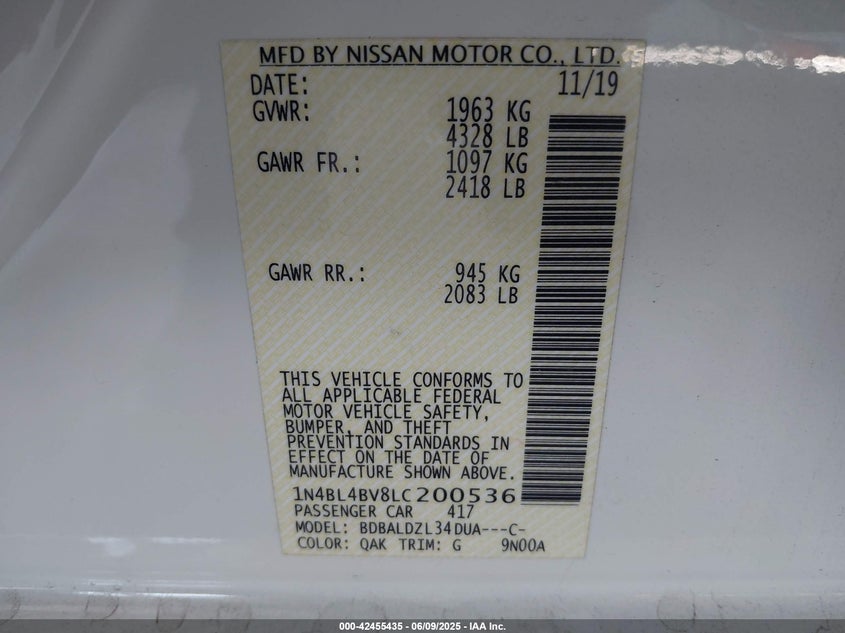 MFD BY NISSAN MOTOR CO., LTD.
DATE: 11/19
GVWR: 1963 KG
4328 LB
GAWR FR.: 1097 KG
2418 LB
GAWR RR.: 945 KG
2083 LB
THIS VEHICLE CONFORMS TO
ALL APPLICABLE FEDERAL
MOTOR VEHICLE SAFETY,
BUMPER, AND THEFT
PREVENTION STANDARDS IN
EFFECT ON THE DATE OF
MANUFACTURE SHOWN ABOVE.
1N4BL4BV8LC200536
PASSENGER CAR 417
MODEL: BDBALDZL34DUA---C-
COLOR: QAK TRIM: G 9N00A
000-42455435 - 06/09/2025 - IAA Inc.